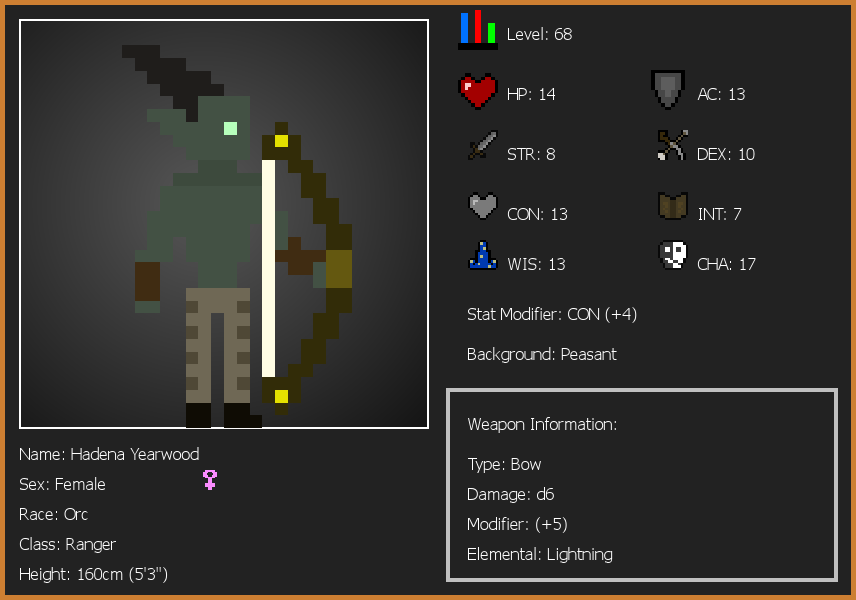 Level: 68
HP: 14
AC: 13
STR: 8
DEX: 10
CON: 13
INT: 7
WIS: 13
CHA: 17
Stat Modifier: CON (+4)
Background: Peasant
Weapon Information:
Type: Bow
Damage: d6
Modifier: (+5)
Elemental: Lightning
Name: Hadena Yearwood
Sex: Female
Race: Orc
Class: Ranger
Height: 160cm (5'3")